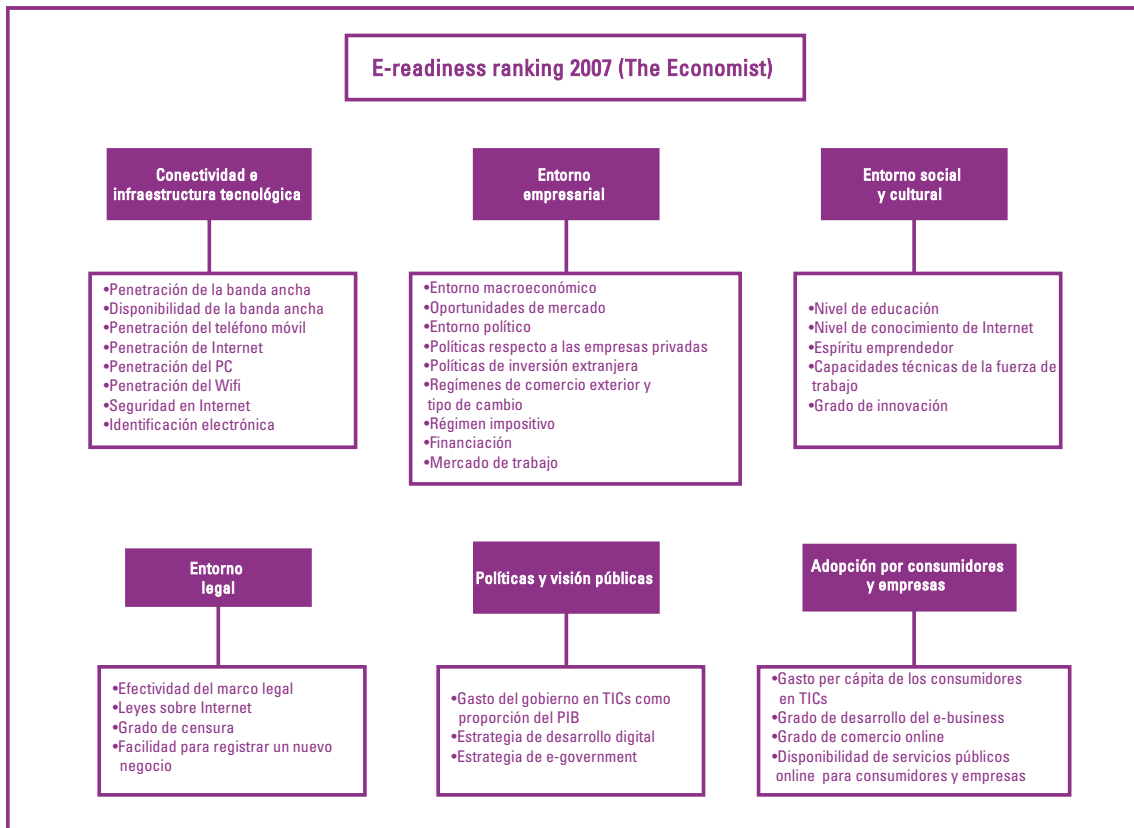 E-readiness ranking 2007 (The Economist)
Conectividad e
infraestructura tecnológica
•Penetración de la banda ancha
•Disponibilidad de la banda ancha
•Penetración del teléfono móvil
•Penetración de Internet
•Penetración del PC
•Penetración del Wifi
•Seguridad en Internet
•Identificación electrónica
Entorno
empresarial
•Entorno macroeconómico
•Oportunidades de mercado
•Entorno político
•Políticas respecto a las empresas privadas
•Políticas de inversión extranjera
•Regímenes de comercio exterior y
tipo de cambio
•Régimen impositivo
•Financiación
•Mercado de trabajo
Entorno social
y cultural
•Nivel de educación
•Nivel de conocimiento de Internet
•Espíritu emprendedor
•Capacidades técnicas de la fuerza de
trabajo
•Grado de innovación
Entorno
legal
•Efectividad del marco legal
•Leyes sobre Internet
•Grado de censura
•Facilidad para registrar un nuevo
negocio
Políticas y visión públicas
•Gasto del gobierno en TICs como
proporción del PIB
•Estrategia de desarrollo digital
•Estrategia de e-government
Adopción por consumidores
y empresas
•Gasto per cápita de los consumidores
en TICs
•Grado de desarrollo del e-business
•Grado de comercio online
•Disponibilidad de servicios públicos
online para consumidores y empresas